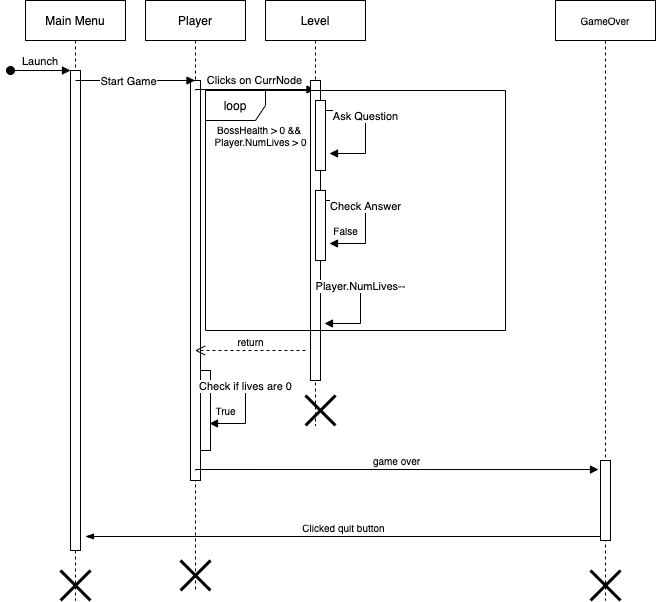 Main Menu
Player
Level
GameOver
Launch
Start Game
Clicks on CurrNode
loop
BossHealth > 0 &&
Player.NumLives > 0
Ask Question
Check Answer
False
Player.NumLives--
return
Check if lives are 0
True
game over
Clicked quit button